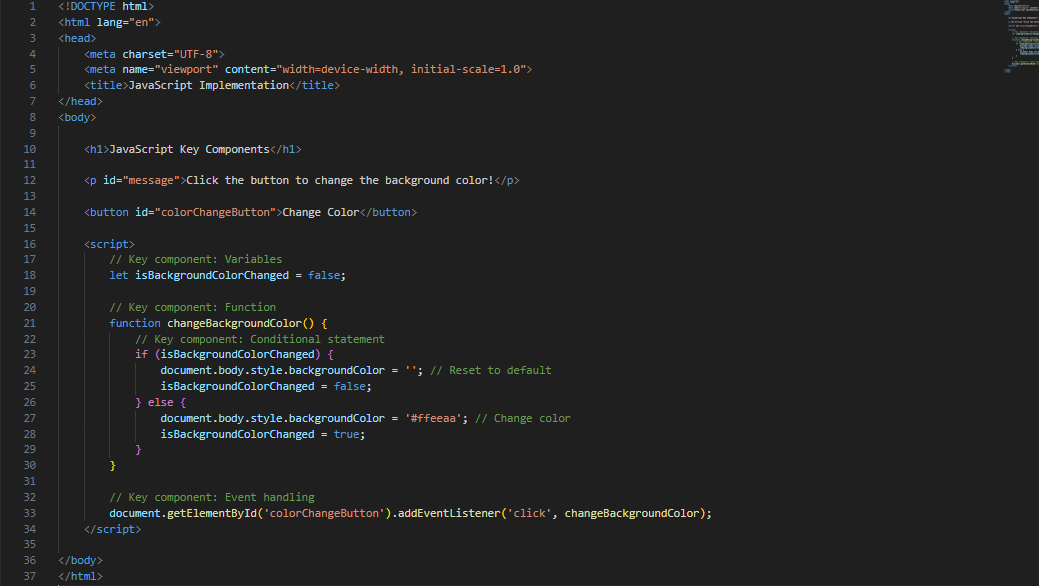 1 <!DOCTYPE html>
2 <html lang="en">
3 <head>
4     <meta charset="UTF-8">
5     <meta name="viewport" content="width=device-width, initial-scale=1.0">
6     <title>JavaScript Implementation</title>
7 </head>
8 <body>
9
10     <h1>JavaScript Key Components</h1>
11
12     <p id="message">Click the button to change the background color!</p>
13
14     <button id="colorChangeButton">Change Color</button>
15
16     <script>
17         // Key component: Variables
18         let isBackgroundColorChanged = false;
19
20         // Key component: Function
21         function changeBackgroundColor() {
22             // Key component: Conditional statement
23             if (isBackgroundColorChanged) {
24                 document.body.style.backgroundColor = ''; // Reset to default
25                 isBackgroundColorChanged = false;
26             } else {
27                 document.body.style.backgroundColor = '#ffeeaa'; // Change color
28                 isBackgroundColorChanged = true;
29             }
30         }
31
32         // Key component: Event handling
33         document.getElementById('colorChangeButton').addEventListener('click', changeBackgroundColor);
34     </script>
35
36 </body>
37 </html>